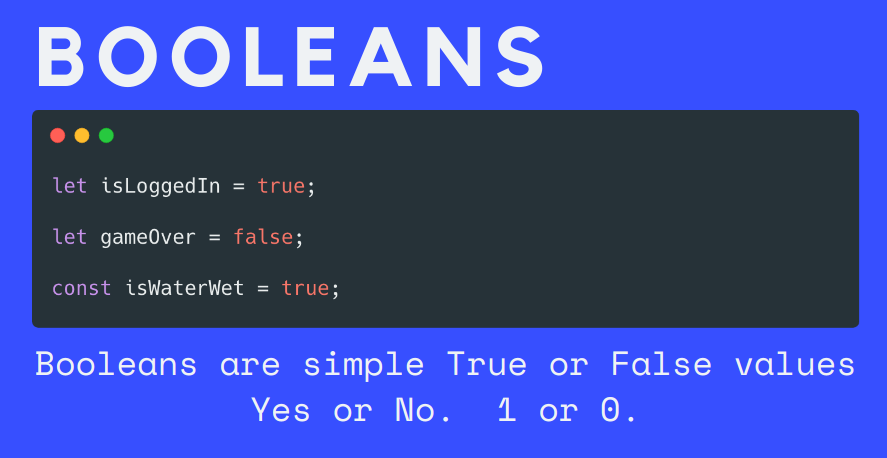 BOOLEANS
let isLoggedIn = true;
let gameOver = false;
const isWaterWet = true;
Booleans are simple True or False values
Yes or No.  1 or 0.